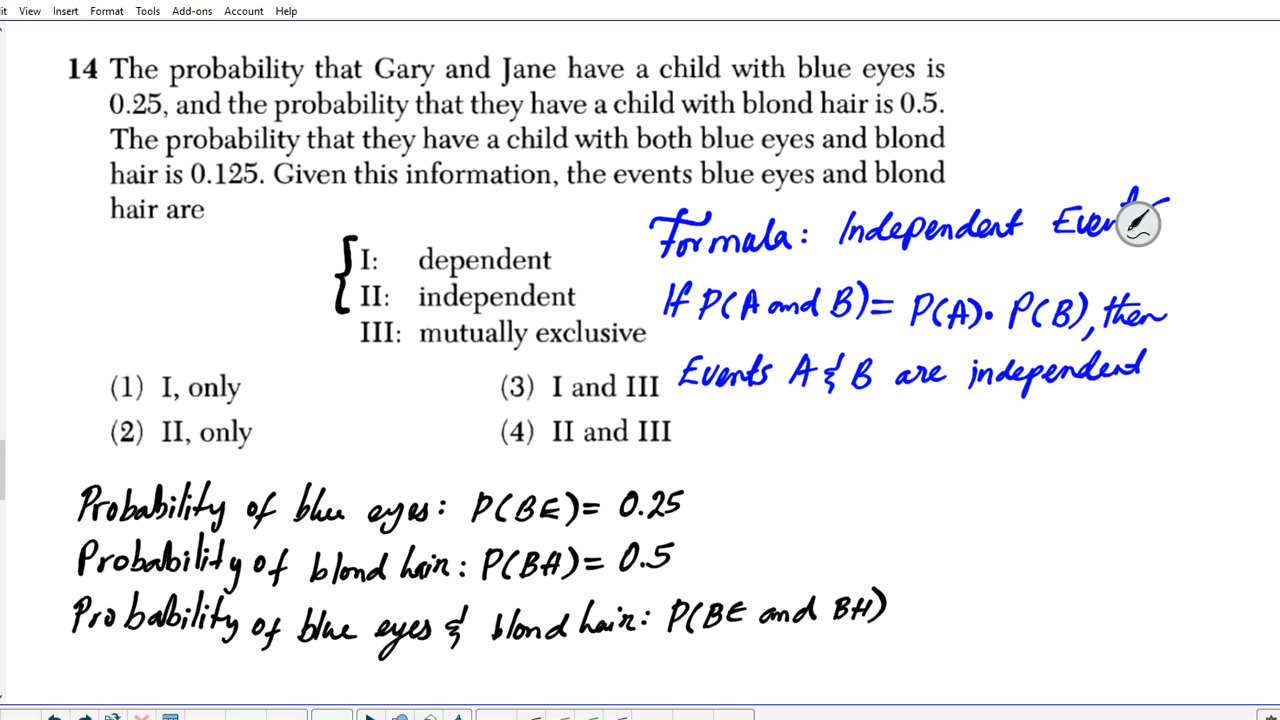 View Insert Format Tools Add-ons Account Help
14 The probability that Gary and Jane have a child with blue eyes is
0.25, and the probability that they have a child with blond hair is 0.5.
The probability that they have a child with both blue eyes and blond
hair is 0.125. Given this information, the events blue eyes and blond
hair are
Formula: Independent
I: dependent
II: independent
III: mutually exclusive
If P(A and B) = P(A) • P(B), then
Events A & B are independent
(1) I, only
(3) I and III
(2) II, only
(4) II and III
Probability of blue eyes: P(BE) = 0.25
Probability of blond hair: P(BH) = 0.5
Probability of blue eyes & blond hair: P(BE and BH)